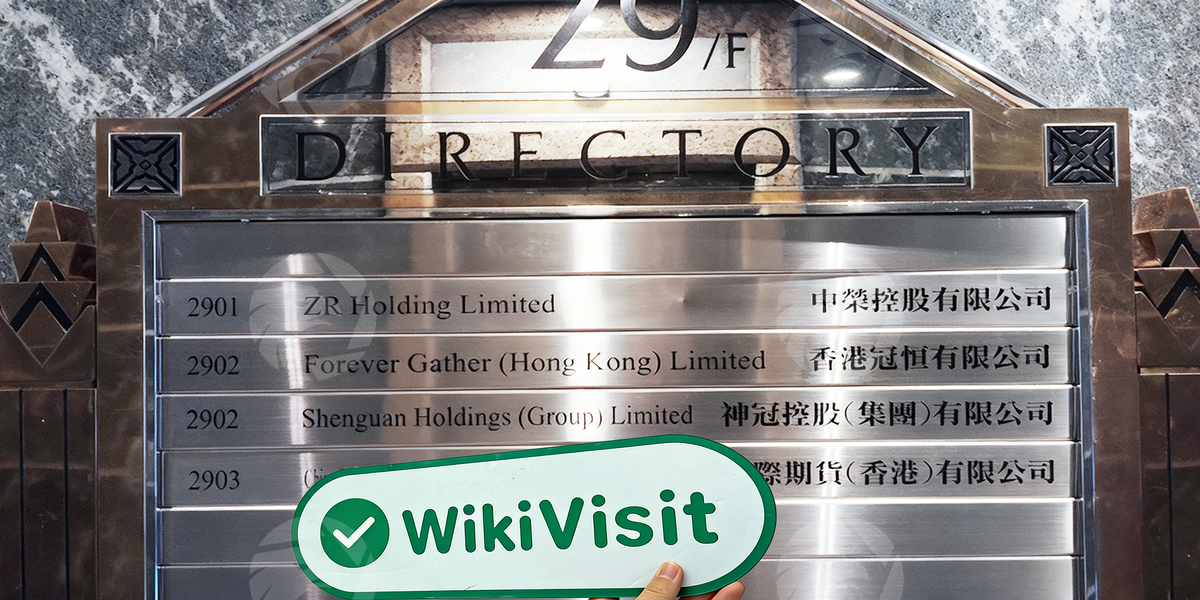 29/F
DIRECTORY
2901 ZR Holding Limited 中榮控股有限公司
2902 Forever Gather (Hong Kong) Limited 香港冠恒有限公司
2902 Shenguan Holdings (Group) Limited 神冠控股(集團)有限公司
2903 際期貨(香港)有限公司
WikiVisit